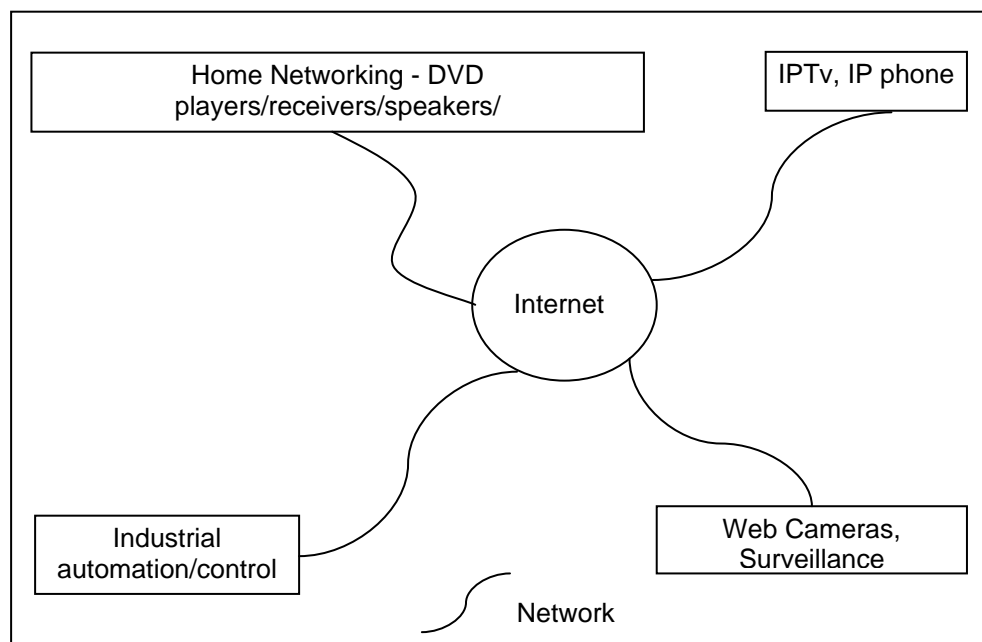 Home Networking - DVD
players/receivers/speakers/
IPTv, IP phone
Internet
Industrial
automation/control
Web Cameras,
Surveillance
Network